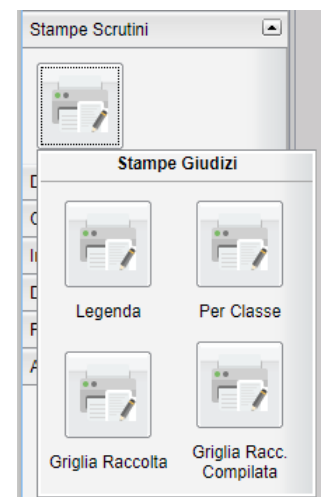 Stampe Scrutini
Stampe Giudizi
Legenda
Per Classe
Griglia Raccolta
Griglia Racc.
Compilata